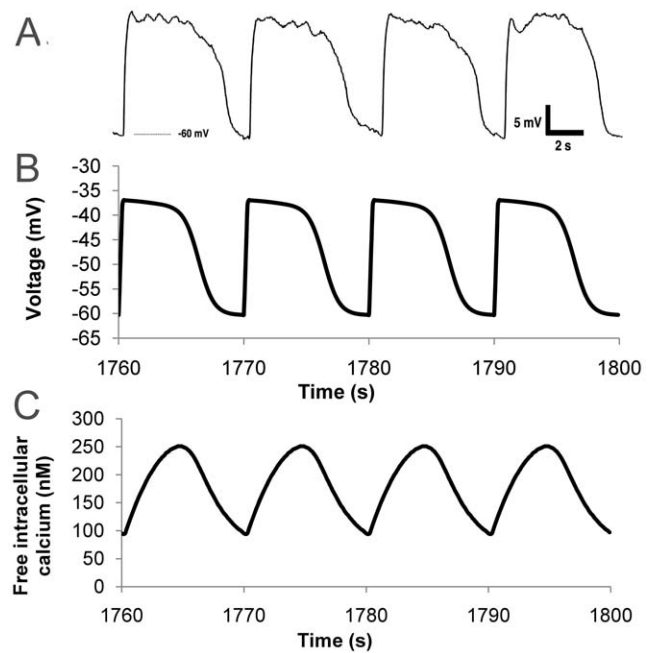 A
-60 mV
5 mV
2 s
B
-30
-35
-40
-45
-50
-55
-60
-65
Voltage (mV)
1760 1770 1780 1790 1800
Time (s)
C
300
250
200
150
100
50
0
Free intracellular
calcium (nM)
1760 1770 1780 1790 1800
Time (s)